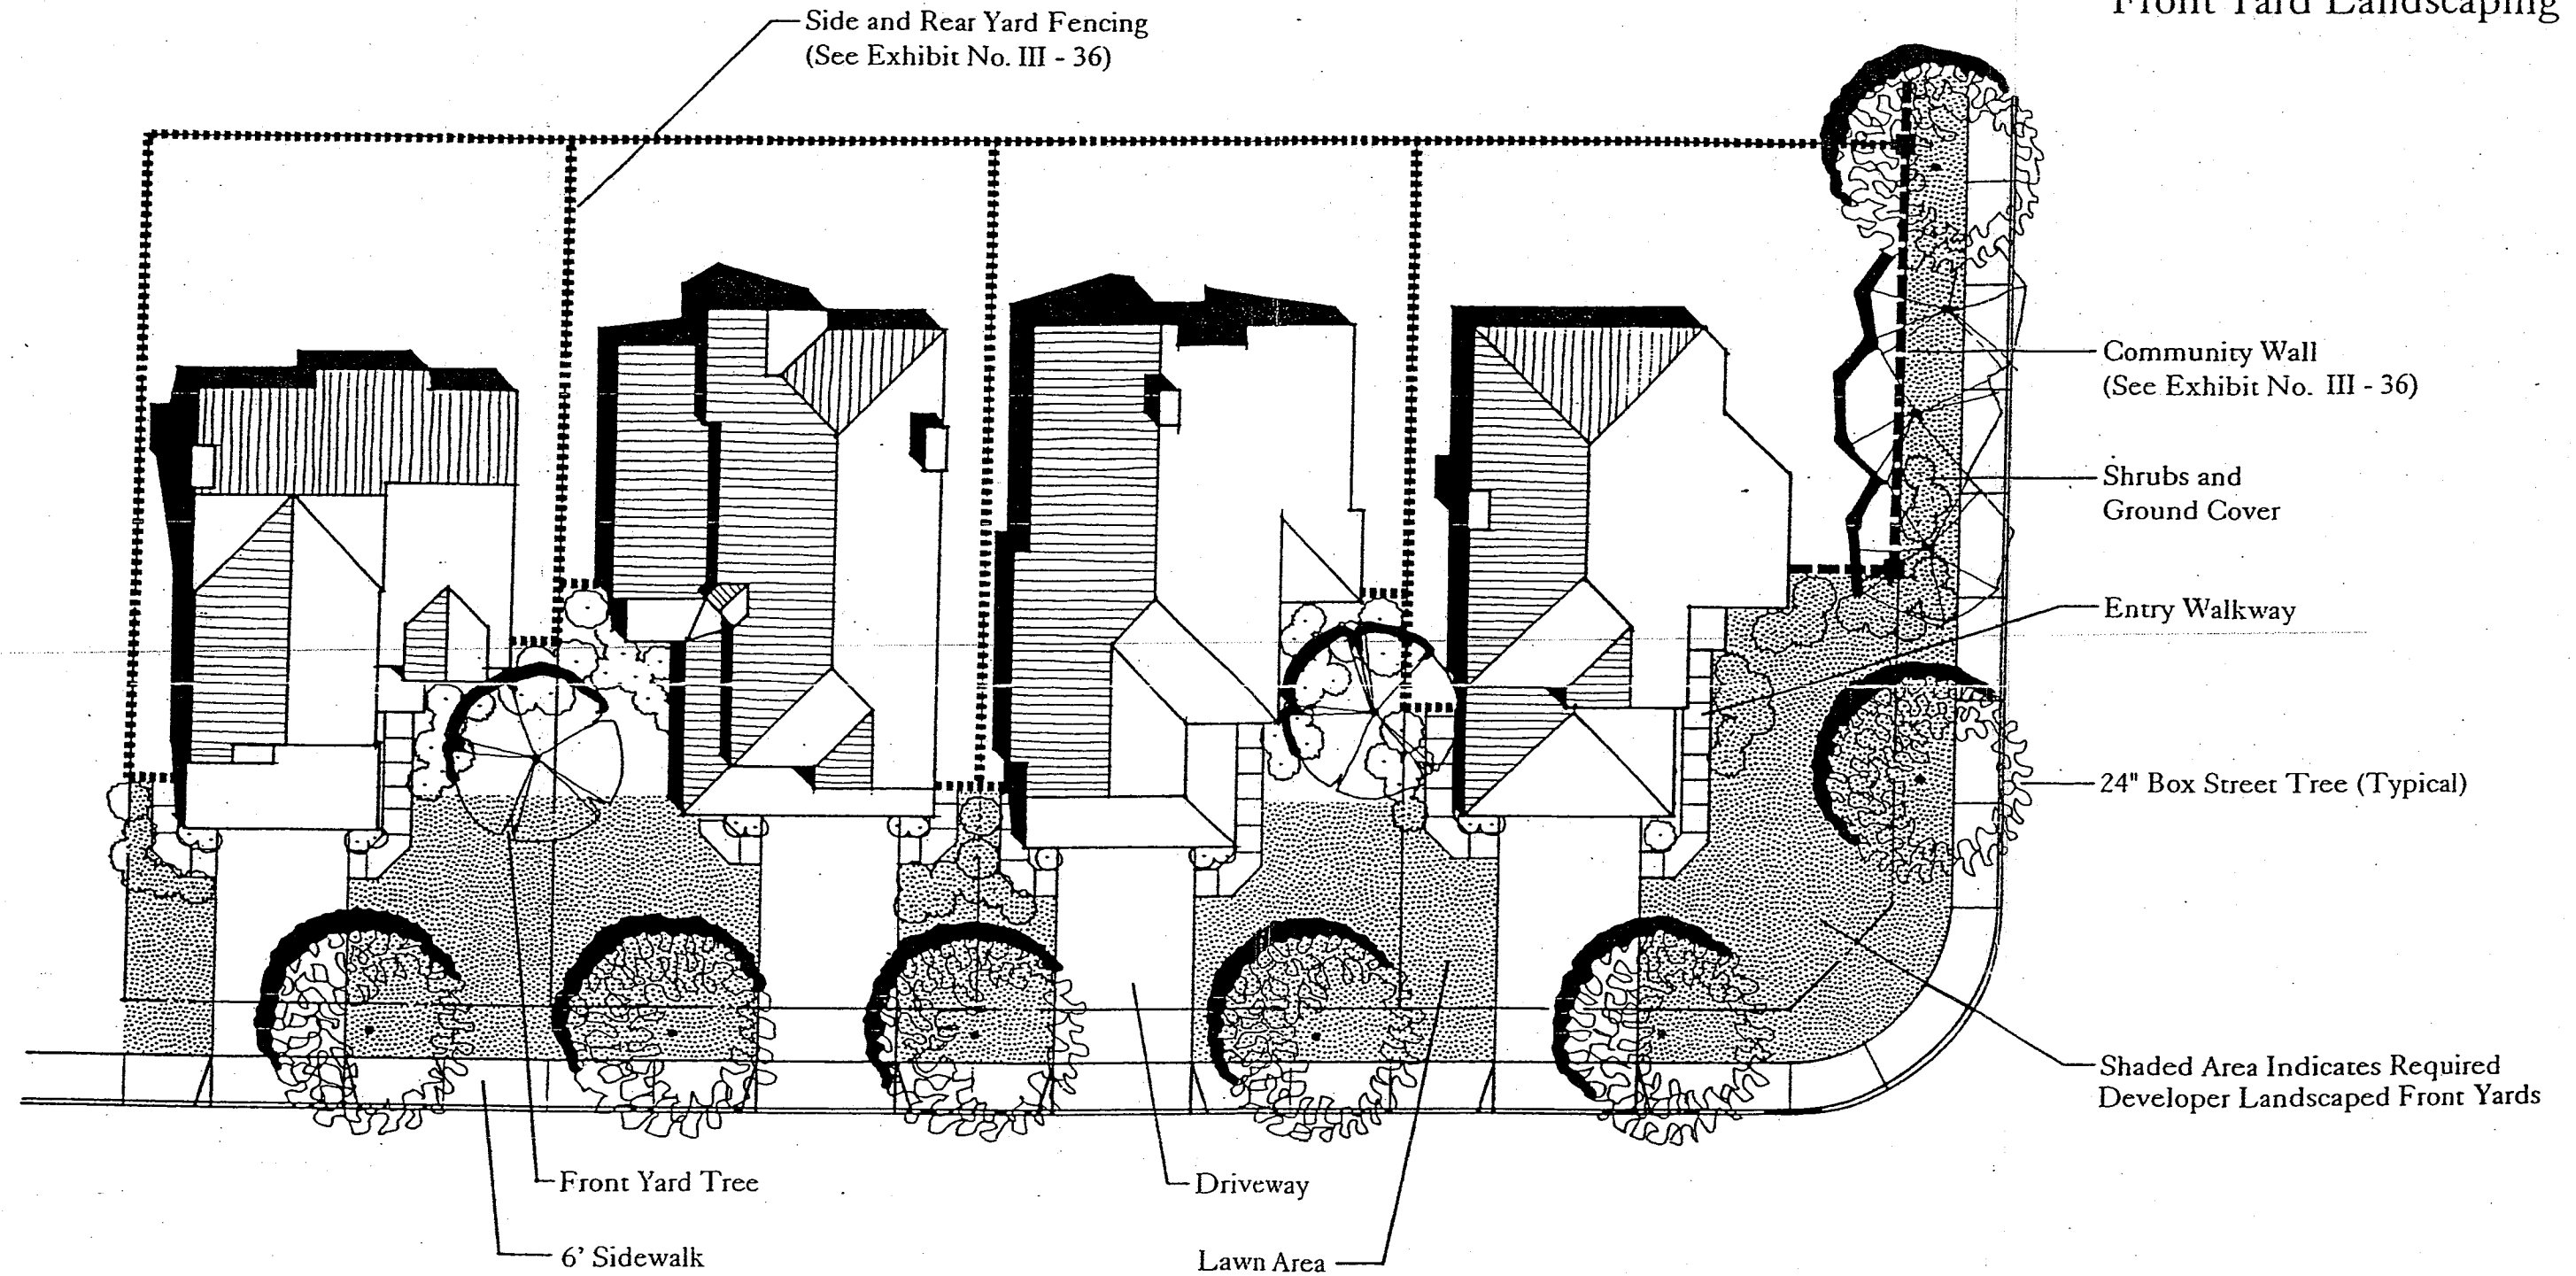 Front Yard Landscaping
Side and Rear Yard Fencing
(See Exhibit No. III - 36)
Community Wall
(See Exhibit No. III - 36)
Shrubs and
Ground Cover
Entry Walkway
24" Box Street Tree (Typical)
Shaded Area Indicates Required
Developer Landscaped Front Yards
Front Yard Tree
Driveway
6' Sidewalk
Lawn Area